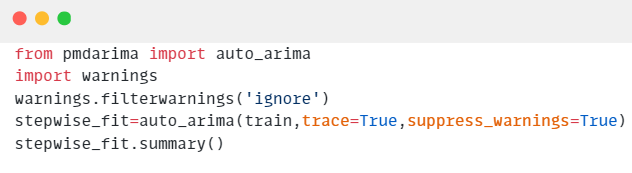 from pmdarima import auto_arima
import warnings
warnings.filterwarnings('ignore')
stepwise_fit=auto_arima(train,trace=True,suppress_warnings=True)
stepwise_fit.summary()